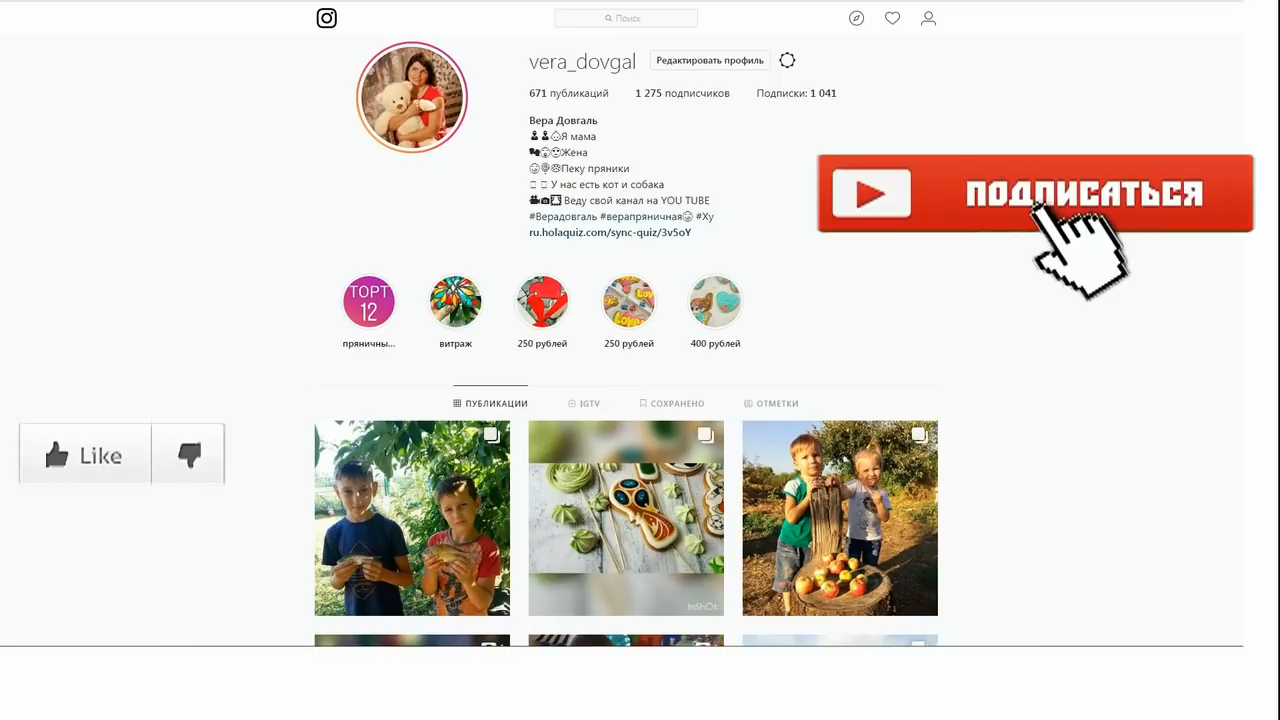 Поиск
vera_dovgal Редактировать профиль
671 публикаций 1 275 подписчиков Подписки: 1 041
Вера Довгаль
Я мама
Жена
Пеку пряники
У нас есть кот и собака
Веду свой канал на YOU TUBE
#Верадовгаль #верапряничная #Ху
ru.holaquiz.com/sync-quiz/3v5oY
ПОДПИСАТЬСЯ
ТОРТ
12
пряничны... витраж 250 рублей 250 рублей 400 рублей
ПУБЛИКАЦИИ IGTV СОХРАНЕНО ОТМЕТКИ
Like
InShOt